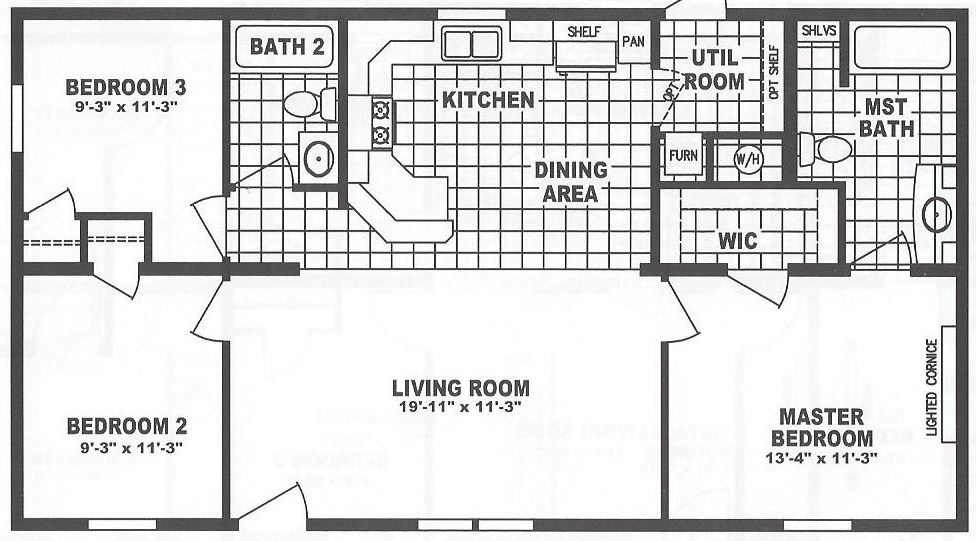 BEDROOM 3
9'-3" x 11'-3"
BATH 2
KITCHEN
SHELF
PAN
DINING
AREA
OPT
UTIL
ROOM
OPT SHELF
FURN
W/H
WIC
SHLVS
MST
BATH
BEDROOM 2
9'-3" x 11'-3"
LIVING ROOM
19'-11" x 11'-3"
MASTER
BEDROOM
13'-4" x 11'-3"
LIGHTED CORNICE